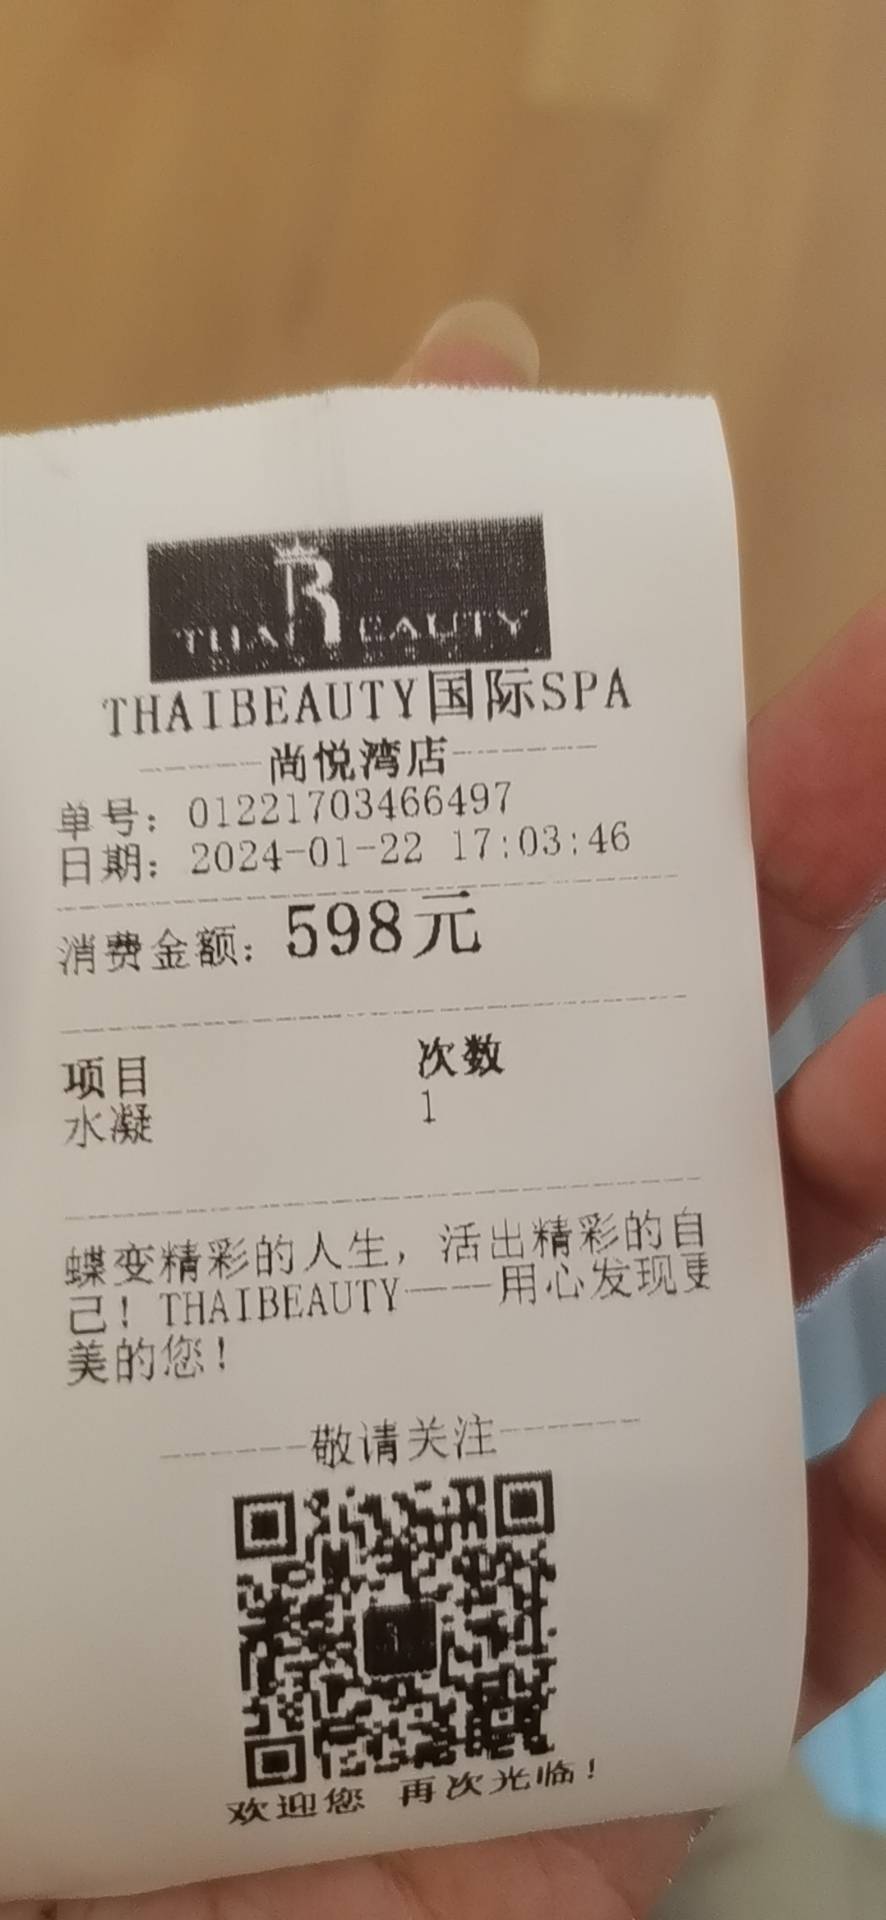 THAIBEAUTY
THAIBEAUTY国际SPA
尚悦湾店
单号：01221703466497
日期：2024-01-22 17:03:46
消费金额：598元
项目 次数
水凝 1
蝶变精彩的人生，活出精彩的自
己！THAIBEAUTY——用心发现更
美的您！
敬请关注
欢迎您 再次光临！